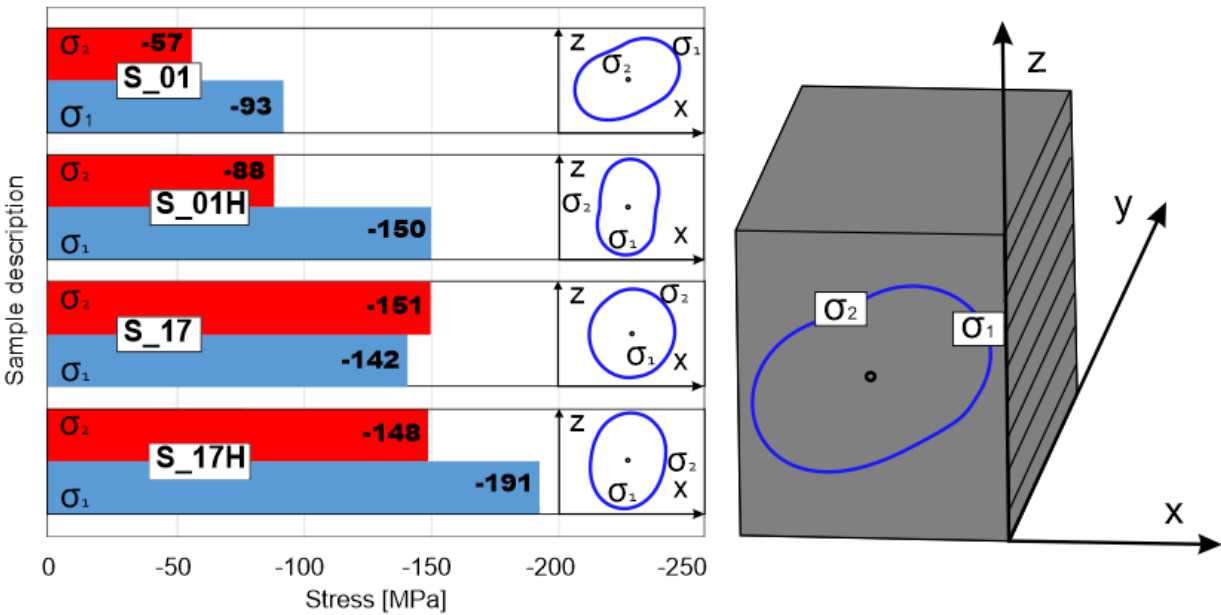 Sample description
σ₂ -57
S_01
σ₁ -93
z σ₂ σ₁ x
σ₂ -88
S_01H
σ₁ -150
z σ₂ σ₁ x
σ₂ -151
S_17
σ₁ -142
z σ₂ σ₁ x
σ₂ -148
S_17H
σ₁ -191
z σ₂ σ₁ x
0 -50 -100 -150 -200 -250
Stress [MPa]
z
y
σ₂ σ₁
x